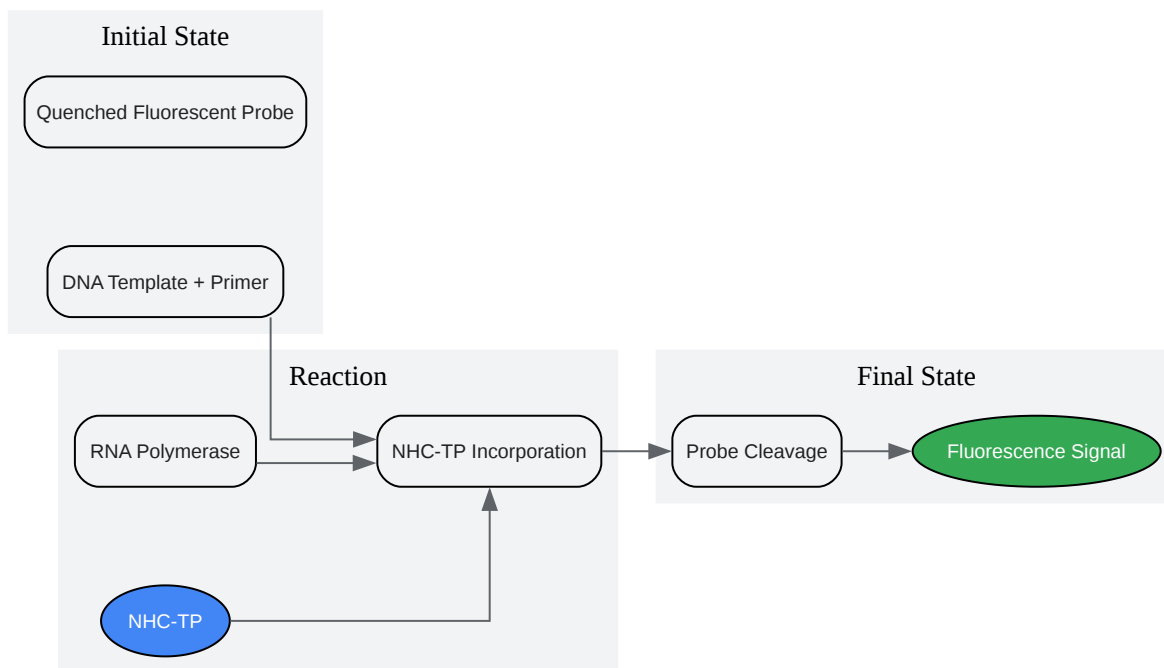 Initial State
Quenched Fluorescent Probe
DNA Template + Primer
Reaction
RNA Polymerase
NHC-TP Incorporation
NHC-TP
Final State
Probe Cleavage
Fluorescence Signal